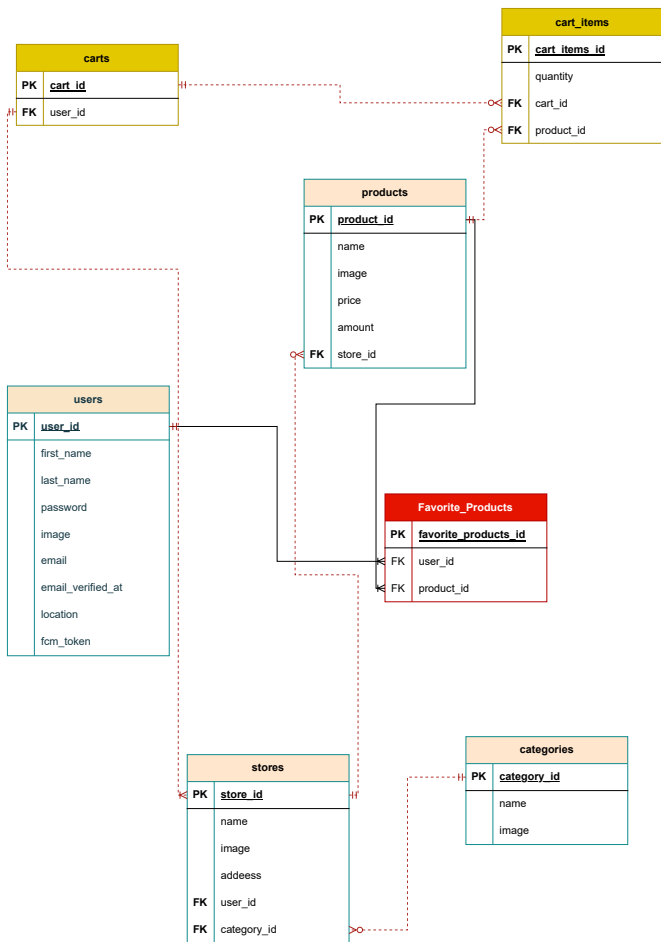 cart_items
PK cart_items_id
quantity
FK cart_id
FK product_id
carts
PK cart_id
FK user_id
products
PK product_id
name
image
price
amount
FK store_id
users
PK user_id
first_name
last_name
password
image
email
email_verified_at
location
fcm_token
Favorite_Products
PK favorite_products_id
FK user_id
FK product_id
stores
PK store_id
name
image
addeess
FK user_id
FK category_id
categories
PK category_id
name
image